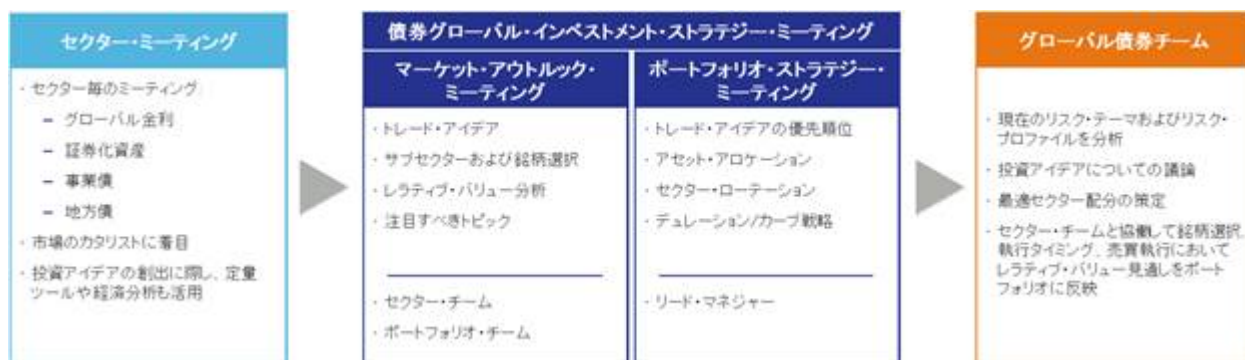 セクター・ミーティング
・セクター毎のミーティング:
− グローバル金利
− 証券化資産
− 事業債
− 地方債
・市場のカタリストに着目
・投資アイデアの創出に際し、定量
ツールや経済分析も活用
債券グローバル・インベストメント・ストラテジー・ミーティング
マーケット・アウトルック・
ミーティング
・トレード・アイデア
・サブセクターおよび銘柄選択
・レラティブ・バリュー分析
・注目すべきトピック
・セクター・チーム
・ポートフォリオ・チーム
ポートフォリオ・ストラテジー・
ミーティング
・トレード・アイデアの優先順位
・アセット・アロケーション
・セクター・ローテーション
・デュレーション/カーブ戦略
・リード・マネジャー
グローバル債券チーム
・現在のリスク・テーマおよびリスク・
プロファイルを分析
・投資アイデアについての議論
・最適セクター配分の策定
・セクター・チームと協働して銘柄選択、
執行タイミング、売買執行において
レラティブ・バリュー見通しをポート
フォリオに反映